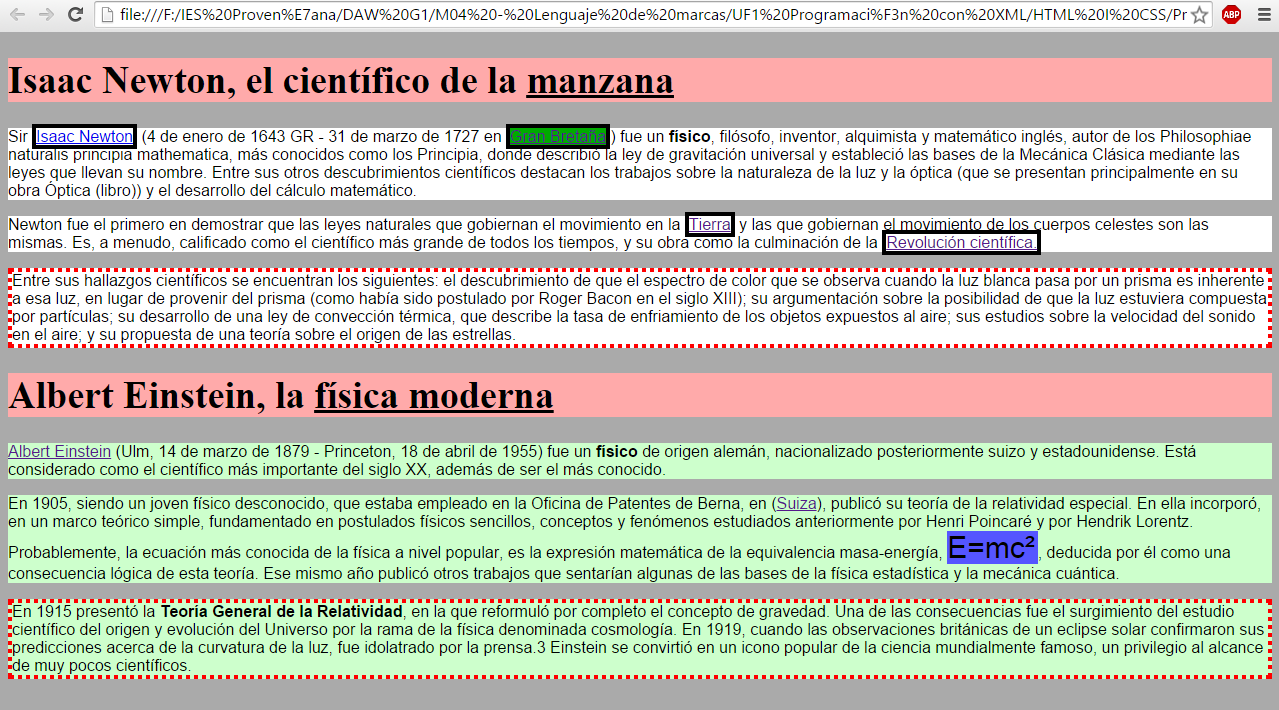 file:///F:/IES%20Proven%E7ana/DAW%20G1/M04%20-%20Lenguaje%20de%20marcas/UF1%20Programaci%F3n%20con%20XML/HTML%20I%20CSS/Pr
ABP
Isaac Newton, el científico de la manzana
Sir Isaac Newton (4 de enero de 1643 GR - 31 de marzo de 1727 en Gran Bretaña) fue un físico, filósofo, inventor, alquimista y matemático inglés, autor de los Philosophiae
naturalis principia mathematica, más conocidos como los Principia, donde describió la ley de gravitación universal y estableció las bases de la Mecánica Clásica mediante las
leyes que llevan su nombre. Entre sus otros descubrimientos científicos destacan los trabajos sobre la naturaleza de la luz y la óptica (que se presentan principalmente en su
obra Óptica (libro)) y el desarrollo del cálculo matemático.
Newton fue el primero en demostrar que las leyes naturales que gobiernan el movimiento en la Tierra y las que gobiernan el movimiento de los cuerpos celestes son las
mismas. Es, a menudo, calificado como el científico más grande de todos los tiempos, y su obra como la culminación de la Revolución científica.
Entre sus hallazgos científicos se encuentran los siguientes: el descubrimiento de que el espectro de color que se observa cuando la luz blanca pasa por un prisma es inherente
a esa luz, en lugar de provenir del prisma (como había sido postulado por Roger Bacon en el siglo XIII); su argumentación sobre la posibilidad de que la luz estuviera compuesta
por partículas; su desarrollo de una ley de convección térmica, que describe la tasa de enfriamiento de los objetos expuestos al aire; sus estudios sobre la velocidad del sonido
en el aire; y su propuesta de una teoría sobre el origen de las estrellas.
Albert Einstein, la física moderna
Albert Einstein (Ulm, 14 de marzo de 1879 - Princeton, 18 de abril de 1955) fue un físico de origen alemán, nacionalizado posteriormente suizo y estadounidense. Está
considerado como el científico más importante del siglo XX, además de ser el más conocido.
En 1905, siendo un joven físico desconocido, que estaba empleado en la Oficina de Patentes de Berna, en (Suiza), publicó su teoría de la relatividad especial. En ella incorporó,
en un marco teórico simple, fundamentado en postulados físicos sencillos, conceptos y fenómenos estudiados anteriormente por Henri Poincaré y por Hendrik Lorentz.
Probablemente, la ecuación más conocida de la física a nivel popular, es la expresión matemática de la equivalencia masa-energía, E=mc², deducida por él como una
consecuencia lógica de esta teoría. Ese mismo año publicó otros trabajos que sentarían algunas de las bases de la física estadística y la mecánica cuántica.
En 1915 presentó la Teoría General de la Relatividad, en la que reformuló por completo el concepto de gravedad. Una de las consecuencias fue el surgimiento del estudio
científico del origen y evolución del Universo por la rama de la física denominada cosmología. En 1919, cuando las observaciones británicas de un eclipse solar confirmaron sus
predicciones acerca de la curvatura de la luz, fue idolatrado por la prensa.3 Einstein se convirtió en un icono popular de la ciencia mundialmente famoso, un privilegio al alcance
de muy pocos científicos.